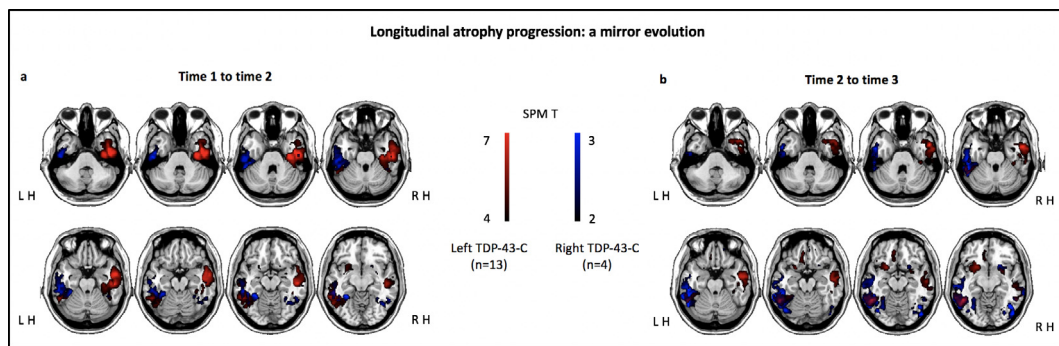 Longitudinal atrophy progression: a mirror evolution
a
Time 1 to time 2
b
Time 2 to time 3
SPM T
7
3
4
2
L H
R H
L H
R H
Left TDP-43-C
(n=13)
Right TDP-43-C
(n=4)
L H
R H
L H
R H